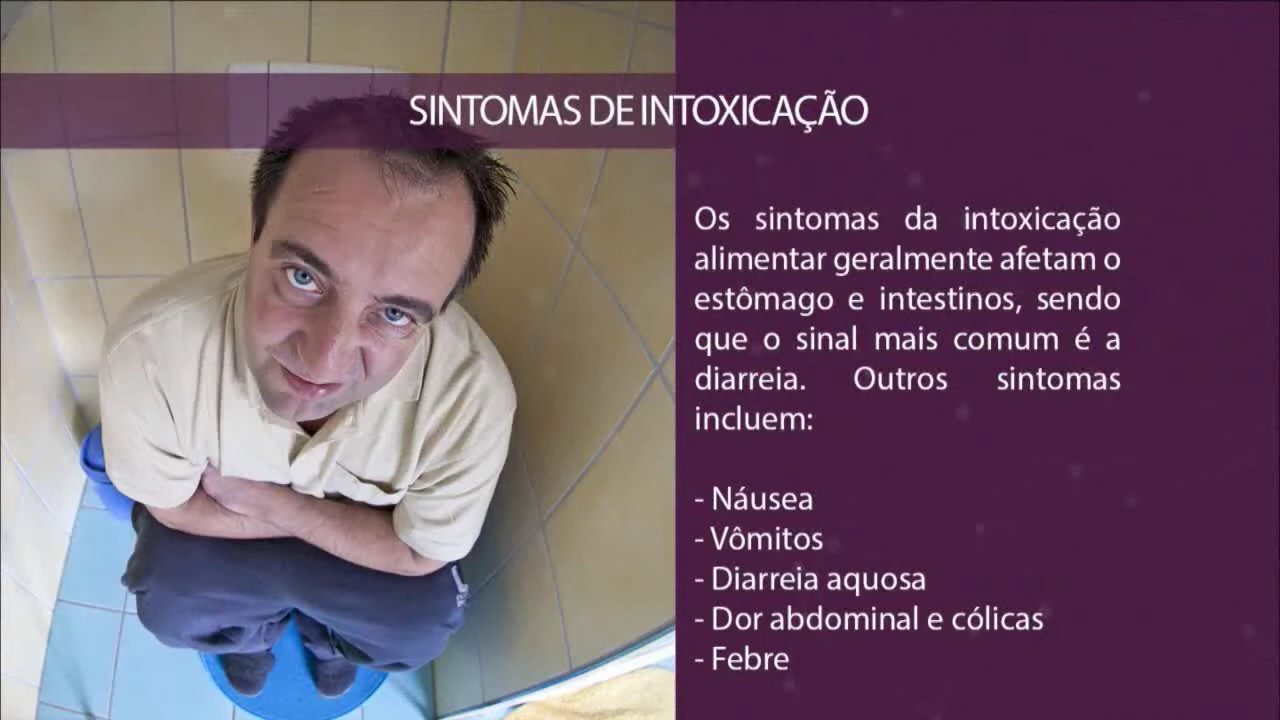 SINTOMAS DE INTOXICAÇÃO
Os sintomas da intoxicação
alimentar geralmente afetam o
estômago e intestinos, sendo
que o sinal mais comum é a
diarreia. Outros sintomas
incluem:
- Náusea
- Vômitos
- Diarreia aquosa
- Dor abdominal e cólicas
- Febre